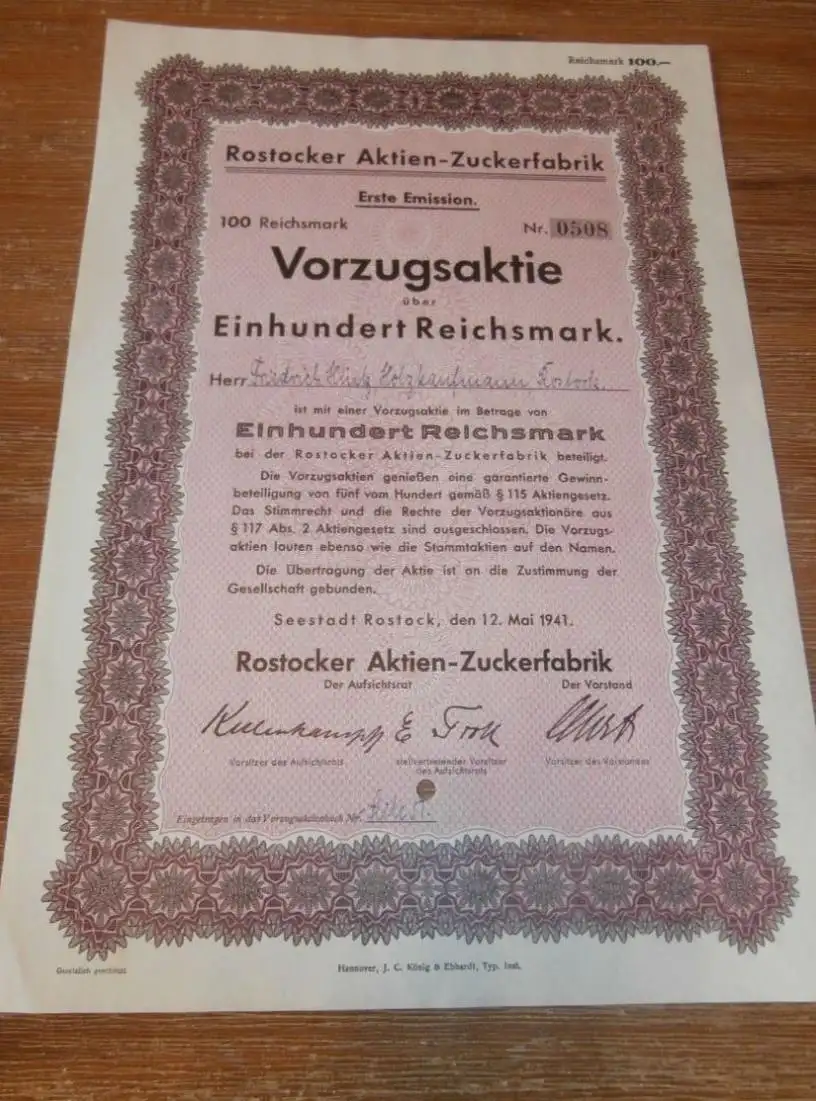 Reichsmark 100.—
Rostocker Aktien-Zuckerfabrik
Erste Emission.
100 Reichsmark Nr. 0508
Vorzugsaktie
über
Einhundert Reichsmark.
Herr Friedrich Holzkaufmann, Rostock.
ist mit einer Vorzugsaktie im Betrage von
Einhundert Reichsmark
bei der Rostocker Aktien-Zuckerfabrik beteiligt.
Die Vorzugsaktien genießen eine garantierte Gewinn-
beteiligung von fünf vom Hundert gemäß § 115 Aktiengesetz.
Das Stimmrecht und die Rechte der Vorzugsaktionäre aus
§ 117 Abs. 2 Aktiengesetz sind ausgeschlossen. Die Vorzugs-
aktien lauten ebenso wie die Stammaktien auf den Namen.
Die Übertragung der Aktie ist an die Zustimmung der
Gesellschaft gebunden.
Seestadt Rostock, den 12. Mai 1941.
Rostocker Aktien-Zuckerfabrik
Der Aufsichtsrat Der Vorstand
Vorsitzer des Aufsichtsrats stellvertretender Vorsitzer Vorsitzer des Vorstandes
des Aufsichtsrats
Eingetragen in das Vorzugsaktienbuch Nr.
Gesetzlich geschützt Hannover, J. C. König & Ebhardt, Typ. Inst.